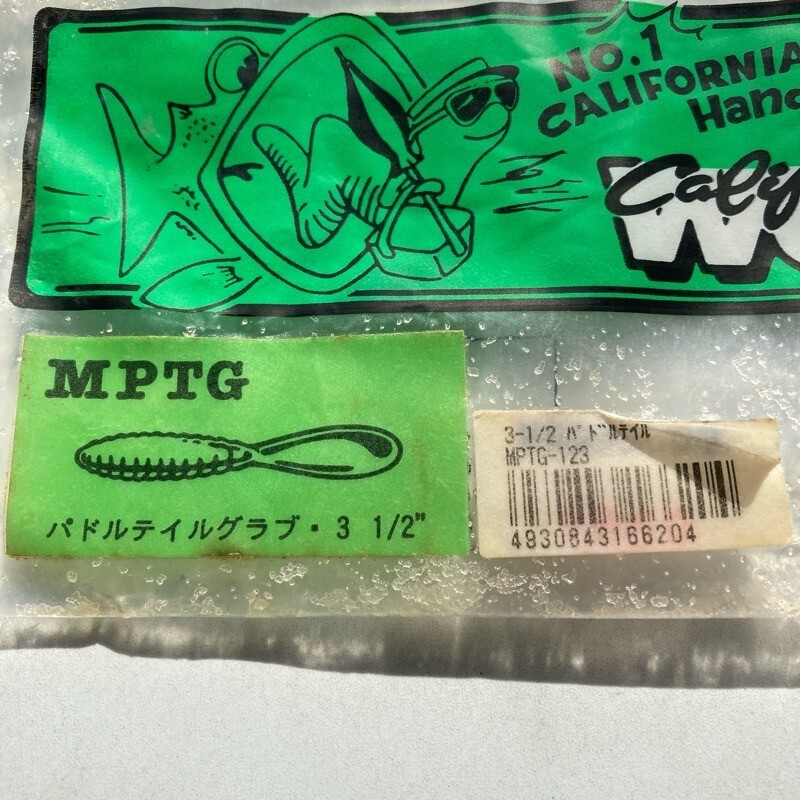 No.1
CALIFORNIA
Hand
Calif
MPTG
パドルテイルグラブ・3 1/2"
3-1/2 ﾊﾟﾄﾞﾙﾃｲﾙ
MPTG-123
4930843166204